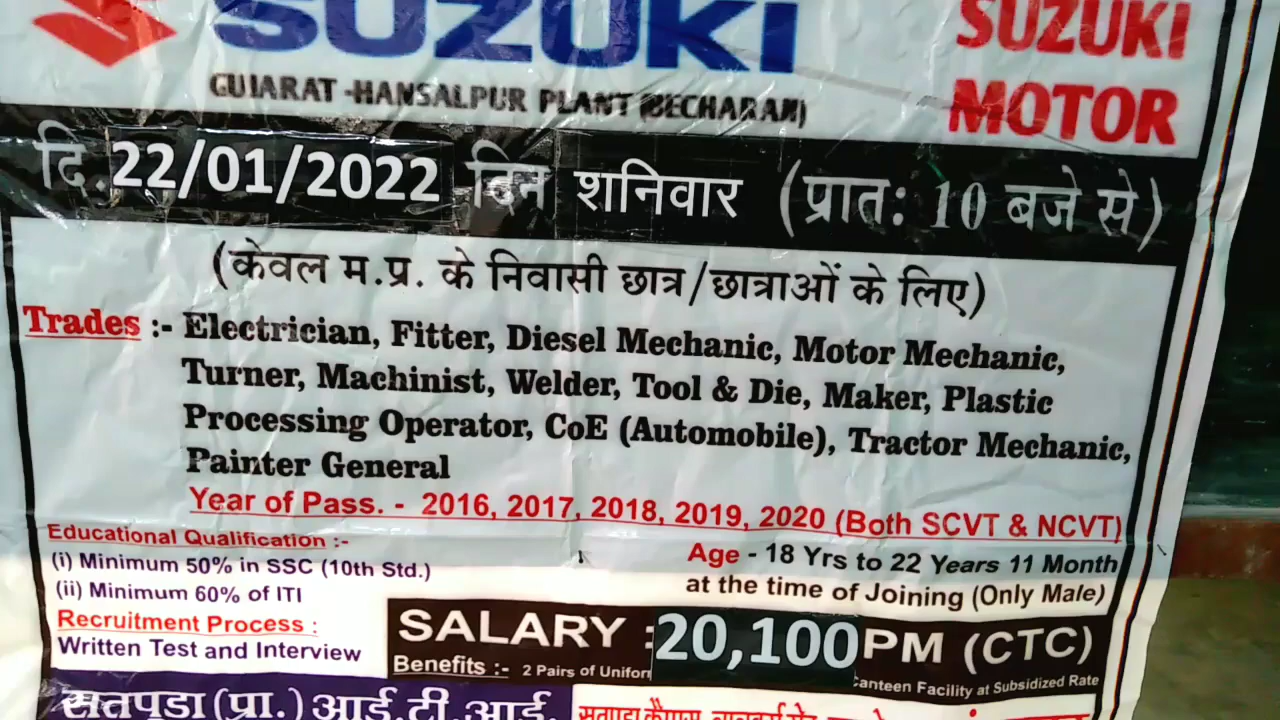 SUZUKI
SUZUKI
MOTOR
GUJARAT -HANSALPUR PLANT (BECHARAJI)
दि. 22/01/2022 दिन शनिवार (प्रात: 10 बजे से)
(केवल म.प्र. के निवासी छात्र/छात्राओं के लिए)
Trades :- Electrician, Fitter, Diesel Mechanic, Motor Mechanic,
Turner, Machinist, Welder, Tool & Die, Maker, Plastic
Processing Operator, CoE (Automobile), Tractor Mechanic,
Painter General
Year of Pass. - 2016, 2017, 2018, 2019, 2020 (Both SCVT & NCVT)
Educational Qualification :-
(i) Minimum 50% in SSC (10th Std.)
(ii) Minimum 60% of ITI
Age - 18 Yrs to 22 Years 11 Month
at the time of Joining (Only Male)
Recruitment Process :
Written Test and Interview
SALARY : 20,100 PM (CTC)
Benefits :- 2 Pairs of Unifor
anteen Facility at Subsidized Rate
सतपुड़ा (प्रा.) आई.टी.आई.